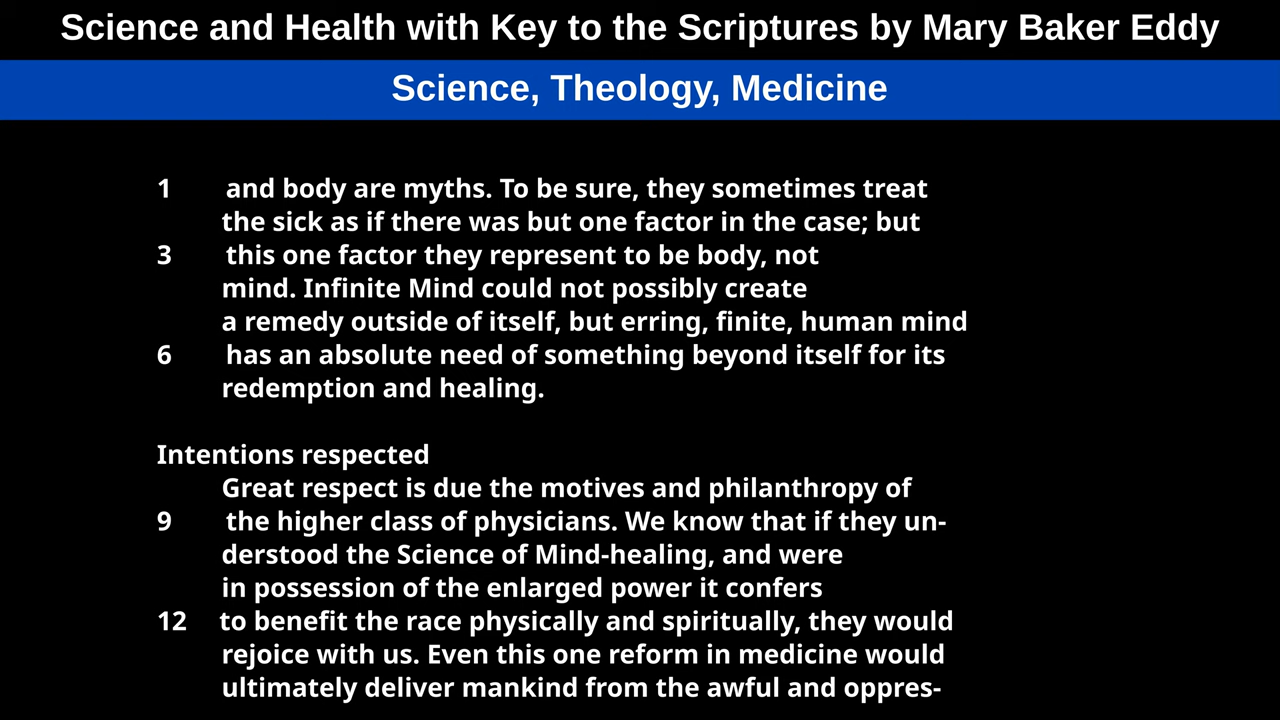 Science and Health with Key to the Scriptures by Mary Baker Eddy
Science, Theology, Medicine
1 and body are myths. To be sure, they sometimes treat
the sick as if there was but one factor in the case; but
3 this one factor they represent to be body, not
mind. Infinite Mind could not possibly create
a remedy outside of itself, but erring, finite, human mind
6 has an absolute need of something beyond itself for its
redemption and healing.
Intentions respected
Great respect is due the motives and philanthropy of
9 the higher class of physicians. We know that if they un-
derstood the Science of Mind-healing, and were
in possession of the enlarged power it confers
12 to benefit the race physically and spiritually, they would
rejoice with us. Even this one reform in medicine would
ultimately deliver mankind from the awful and oppres-